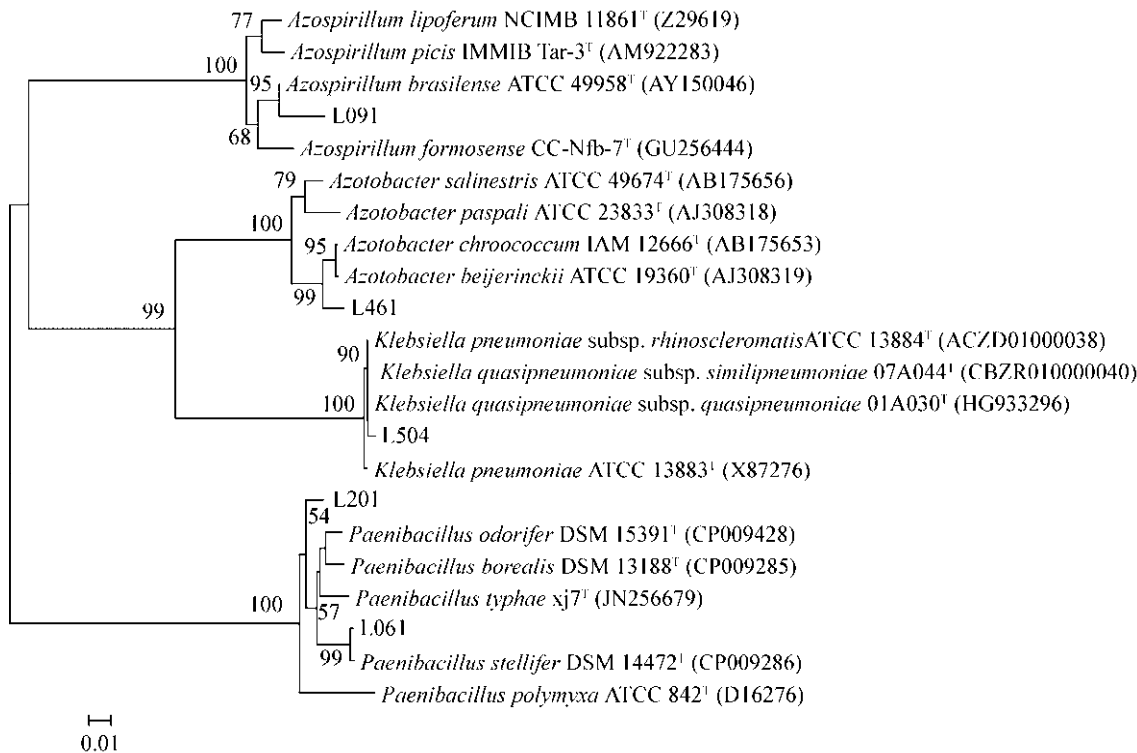 77
Azospirillum lipoferum NCIMB 11861ᵀ (Z29619)
Azospirillum picis IMMIB Tar-3ᵀ (AM922283)
100
95
Azospirillum brasilense ATCC 49958ᵀ (AY150046)
L091
68
Azospirillum formosense CC-Nfb-7ᵀ (GU256444)
79
Azotobacter salinestris ATCC 49674ᵀ (AB175656)
Azotobacter paspali ATCC 23833ᵀ (AJ308318)
100
95
Azotobacter chroococcum IAM 12666ᵀ (AB175653)
Azotobacter beijerinckii ATCC 19360ᵀ (AJ308319)
99
L461
99
Klebsiella pneumoniae subsp. rhinoscleromatisATCC 13884ᵀ (ACZD01000038)
90
Klebsiella quasipneumoniae subsp. similipneumoniae 07A044ᵀ (CBZR010000040)
100
Klebsiella quasipneumoniae subsp. quasipneumoniae 01A030ᵀ (HG933296)
L504
Klebsiella pneumoniae ATCC 13883ᵀ (X87276)
L201
54
Paenibacillus odorifer DSM 15391ᵀ (CP009428)
Paenibacillus borealis DSM 13188ᵀ (CP009285)
100
Paenibacillus typhae xj7ᵀ (JN256679)
57
L061
99
Paenibacillus stellifer DSM 14472ᵀ (CP009286)
Paenibacillus polymyxa ATCC 842ᵀ (D16276)
0.01